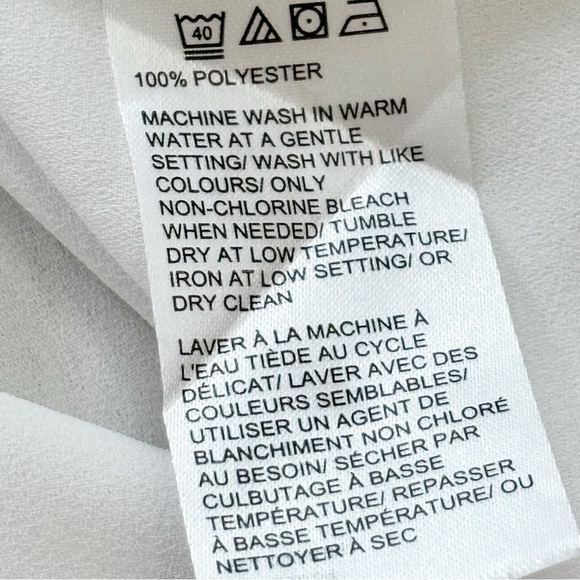 40
100% POLYESTER
MACHINE WASH IN WARM
WATER AT A GENTLE
SETTING/ WASH WITH LIKE
COLOURS/ ONLY
NON-CHLORINE BLEACH
WHEN NEEDED/ TUMBLE
DRY AT LOW TEMPERATURE/
IRON AT LOW SETTING/ OR
DRY CLEAN
LAVER À LA MACHINE À
L'EAU TIÈDE AU CYCLE
DÉLICAT/ LAVER AVEC DES
COULEURS SEMBLABLES/
UTILISER UN AGENT DE
BLANCHIMENT NON CHLORÉ
AU BESOIN/ SÉCHER PAR
CULBUTAGE À BASSE
TEMPÉRATURE/ REPASSER
À BASSE TEMPÉRATURE/ OU
NETTOYER À SEC